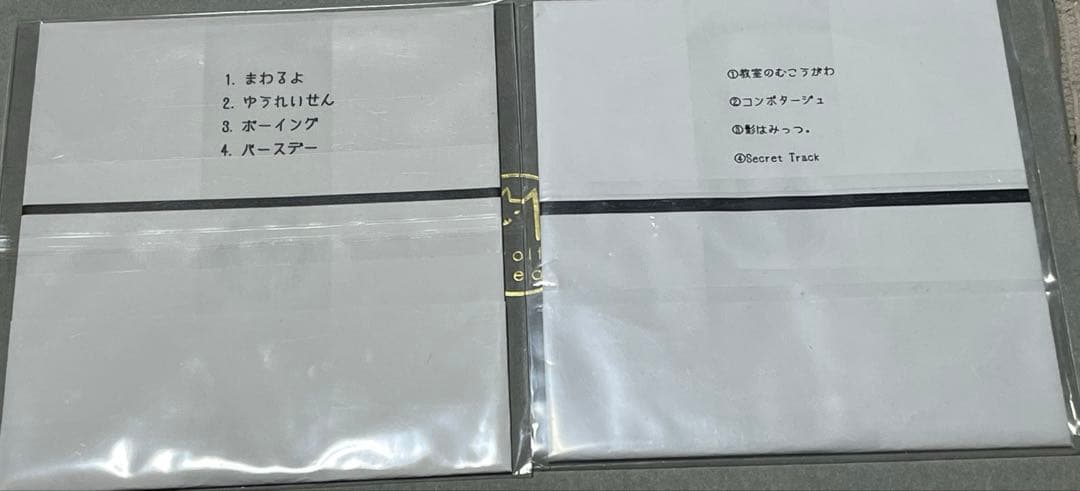 1. まわるよ
2. ゆうれいせん
3. ボーイング
4. バースデー
①教室のむこうがわ
②コンポタージュ
③影はみっつ。
④Secret Track